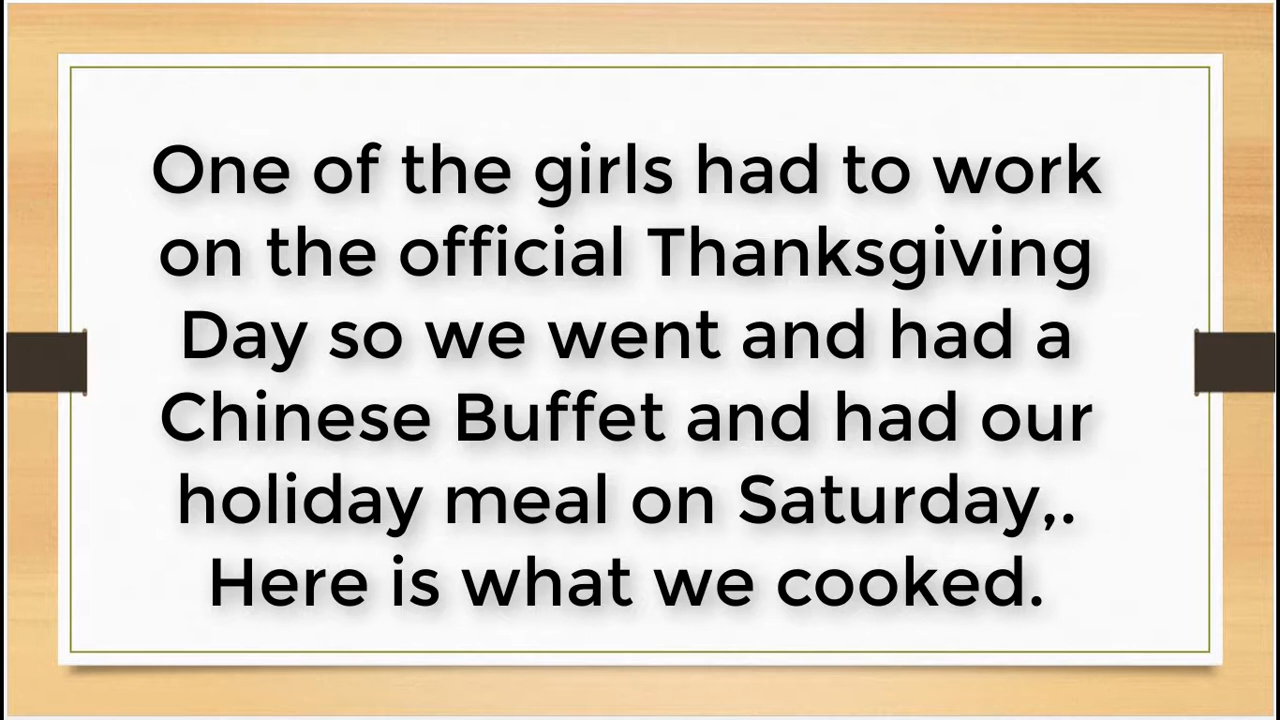 One of the girls had to work
on the official Thanksgiving
Day so we went and had a
Chinese Buffet and had our
holiday meal on Saturday,.
Here is what we cooked.